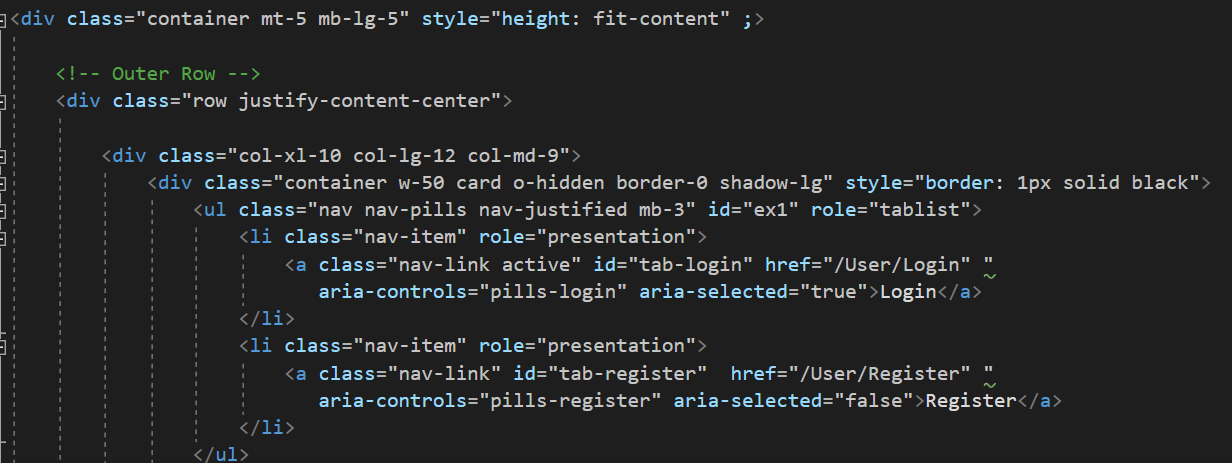 <div class="container mt-5 mb-lg-5" style="height: fit-content" ;>
<!-- Outer Row -->
<div class="row justify-content-center">
<div class="col-xl-10 col-lg-12 col-md-9">
<div class="container w-50 card o-hidden border-0 shadow-lg" style="border: 1px solid black">
<ul class="nav nav-pills nav-justified mb-3" id="ex1" role="tablist">
<li class="nav-item" role="presentation">
<a class="nav-link active" id="tab-login" href="/User/Login" "
aria-controls="pills-login" aria-selected="true">Login</a>
</li>
<li class="nav-item" role="presentation">
<a class="nav-link" id="tab-register"  href="/User/Register" "
aria-controls="pills-register" aria-selected="false">Register</a>
</li>
</ul>